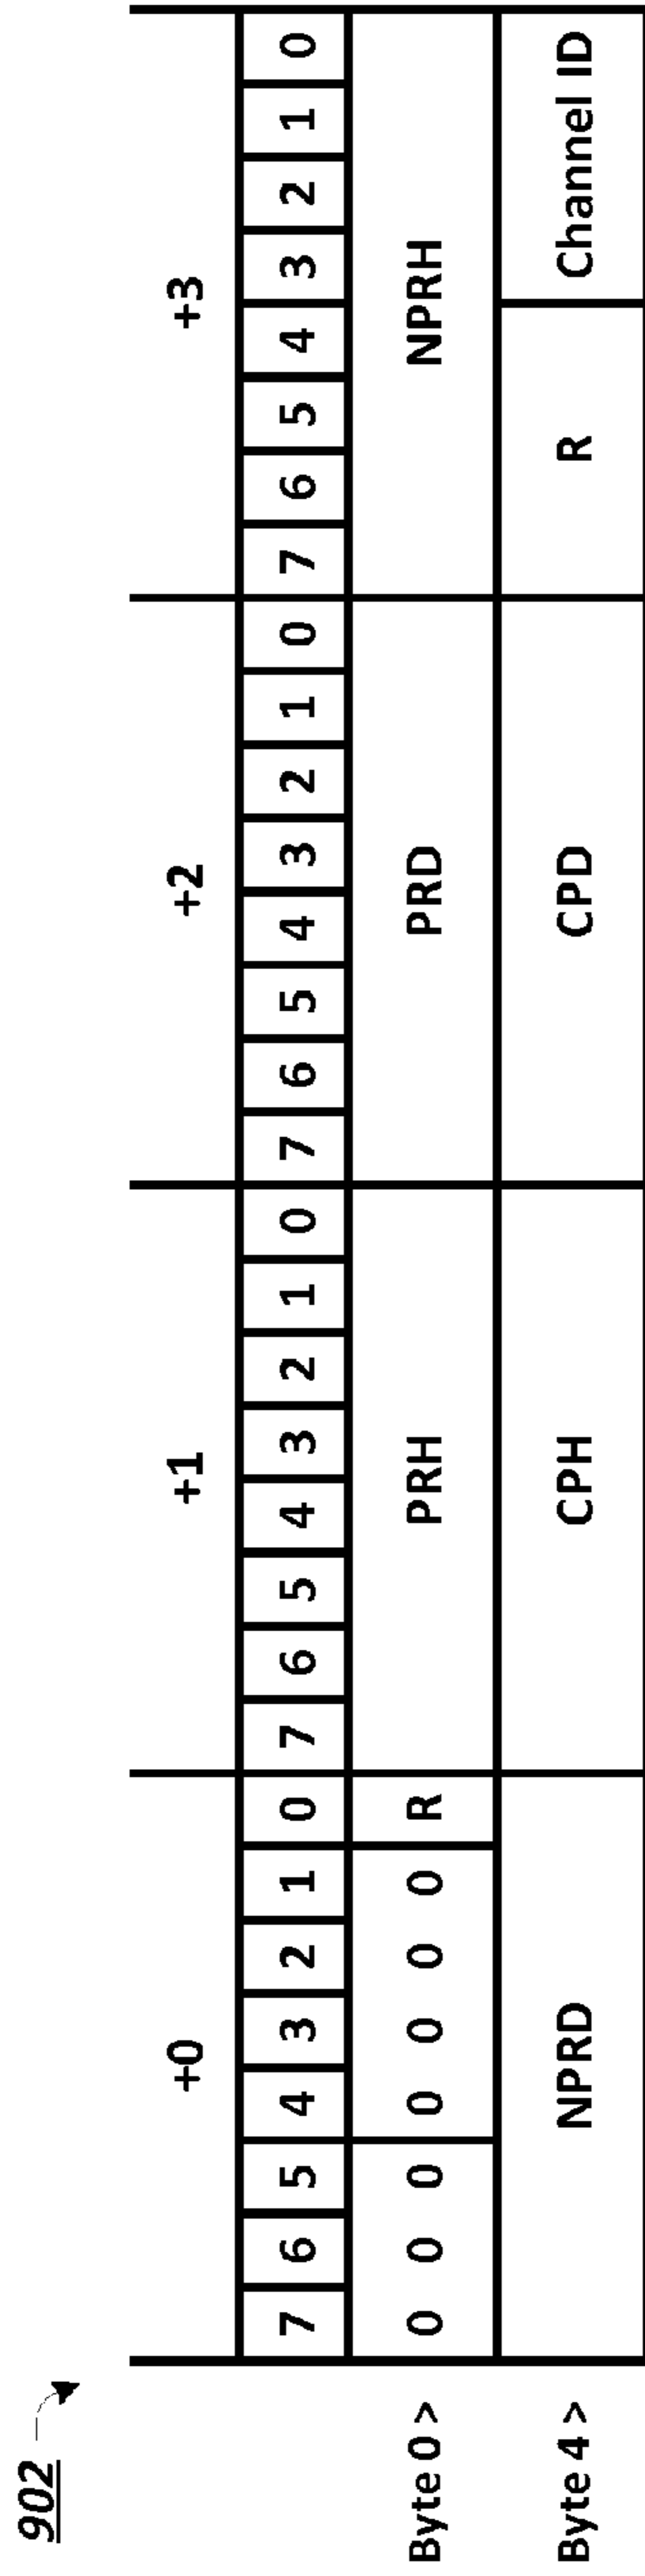 902
+0 +1 +2 +3
7 6 5 4 3 2 1 0 7 6 5 4 3 2 1 0 7 6 5 4 3 2 1 0 7 6 5 4 3 2 1 0
Byte 0 > 0 0 0 0 0 0 0 R PRH PRD NPRH
Byte 4 > NPRD CPH CPD R Channel ID